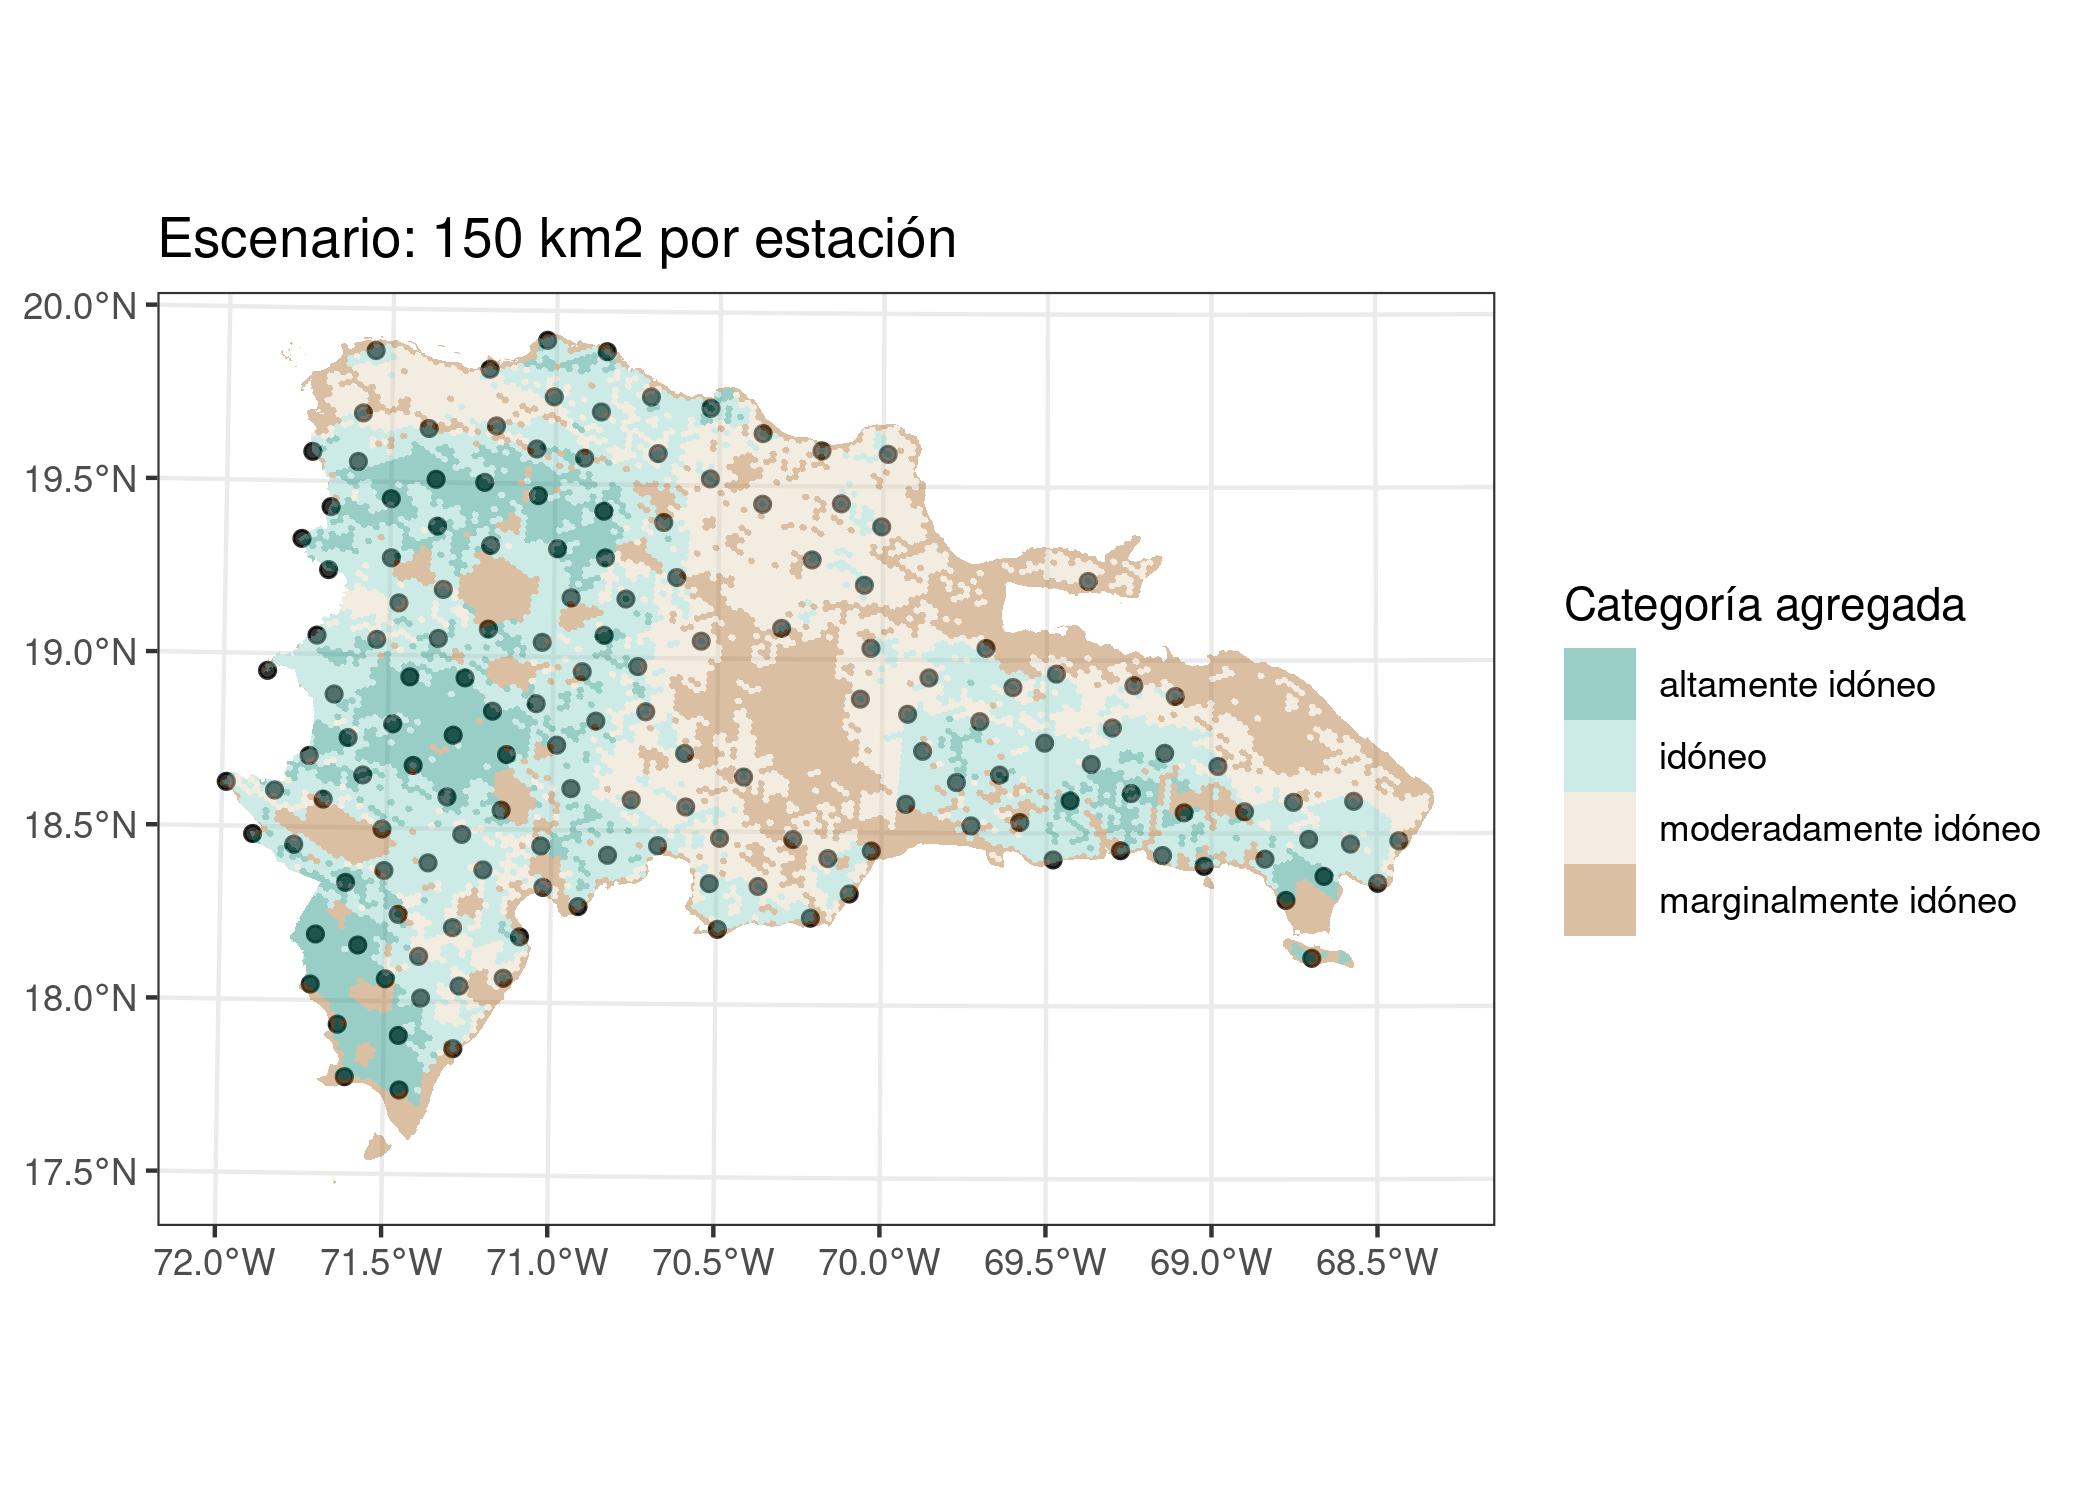 Escenario: 150 km2 por estación
20.0°N
19.5°N
19.0°N
18.5°N
18.0°N
17.5°N
72.0°W 71.5°W 71.0°W 70.5°W 70.0°W 69.5°W 69.0°W 68.5°W
Categoría agregada
altamente idóneo
idóneo
moderadamente idóneo
marginalmente idóneo